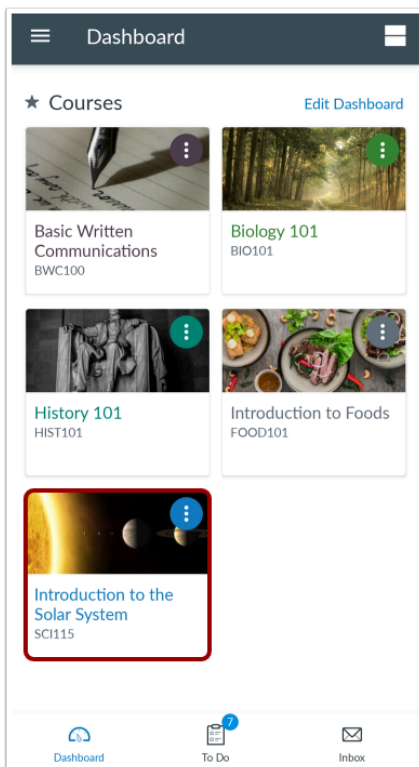 Dashboard
★ Courses
Edit Dashboard
Basic Written
Communications
BWC100
Biology 101
BIO101
History 101
HIST101
Introduction to Foods
FOOD101
Introduction to the
Solar System
SCI115
7
Dashboard
To Do
Inbox